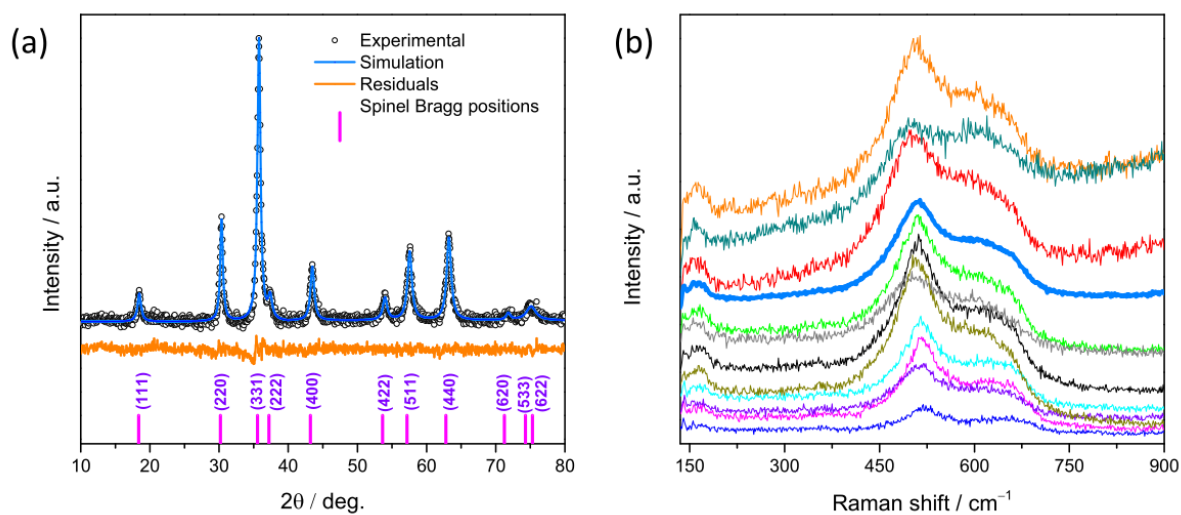 (a)
Experimental
Simulation
Residuals
Spinel Bragg positions
Intensity / a.u.
(111)
(220)
(331)
(222)
(400)
(422)
(511)
(440)
(620)
(533)
(622)
10 20 30 40 50 60 70 80
2θ / deg.
(b)
Intensity / a.u.
150 300 450 600 750 900
Raman shift / cm⁻¹